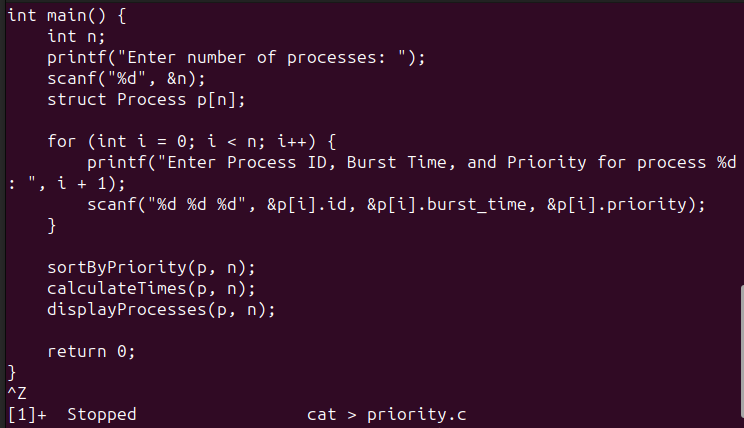 int main() {
    int n;
    printf("Enter number of processes: ");
    scanf("%d", &n);
    struct Process p[n];

    for (int i = 0; i < n; i++) {
        printf("Enter Process ID, Burst Time, and Priority for process %d
: ", i + 1);
        scanf("%d %d %d", &p[i].id, &p[i].burst_time, &p[i].priority);
    }

    sortByPriority(p, n);
    calculateTimes(p, n);
    displayProcesses(p, n);

    return 0;
}
^Z
[1]+  Stopped                 cat > priority.c